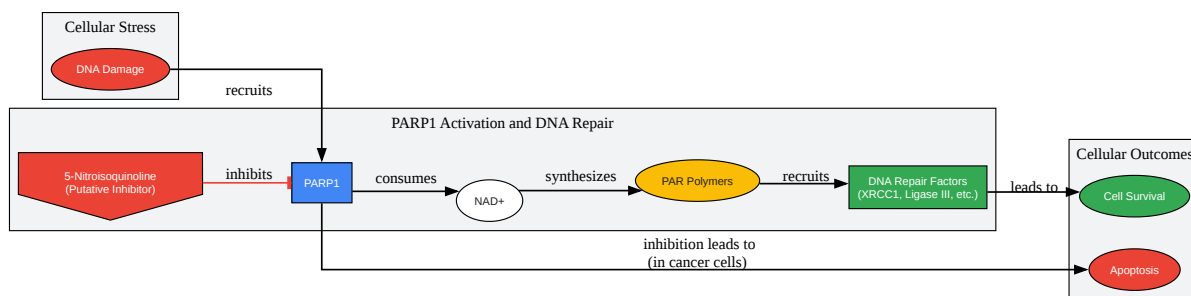 Cellular Stress
DNA Damage
recruits
PARP1 Activation and DNA Repair
5-Nitroisoquinoline
(Putative Inhibitor)
inhibits
PARP1
consumes
NAD+
synthesizes
PAR Polymers
recruits
DNA Repair Factors
(XRCC1, Ligase III, etc.)
leads to
Cellular Outcomes
Cell Survival
inhibition leads to
(in cancer cells)
Apoptosis